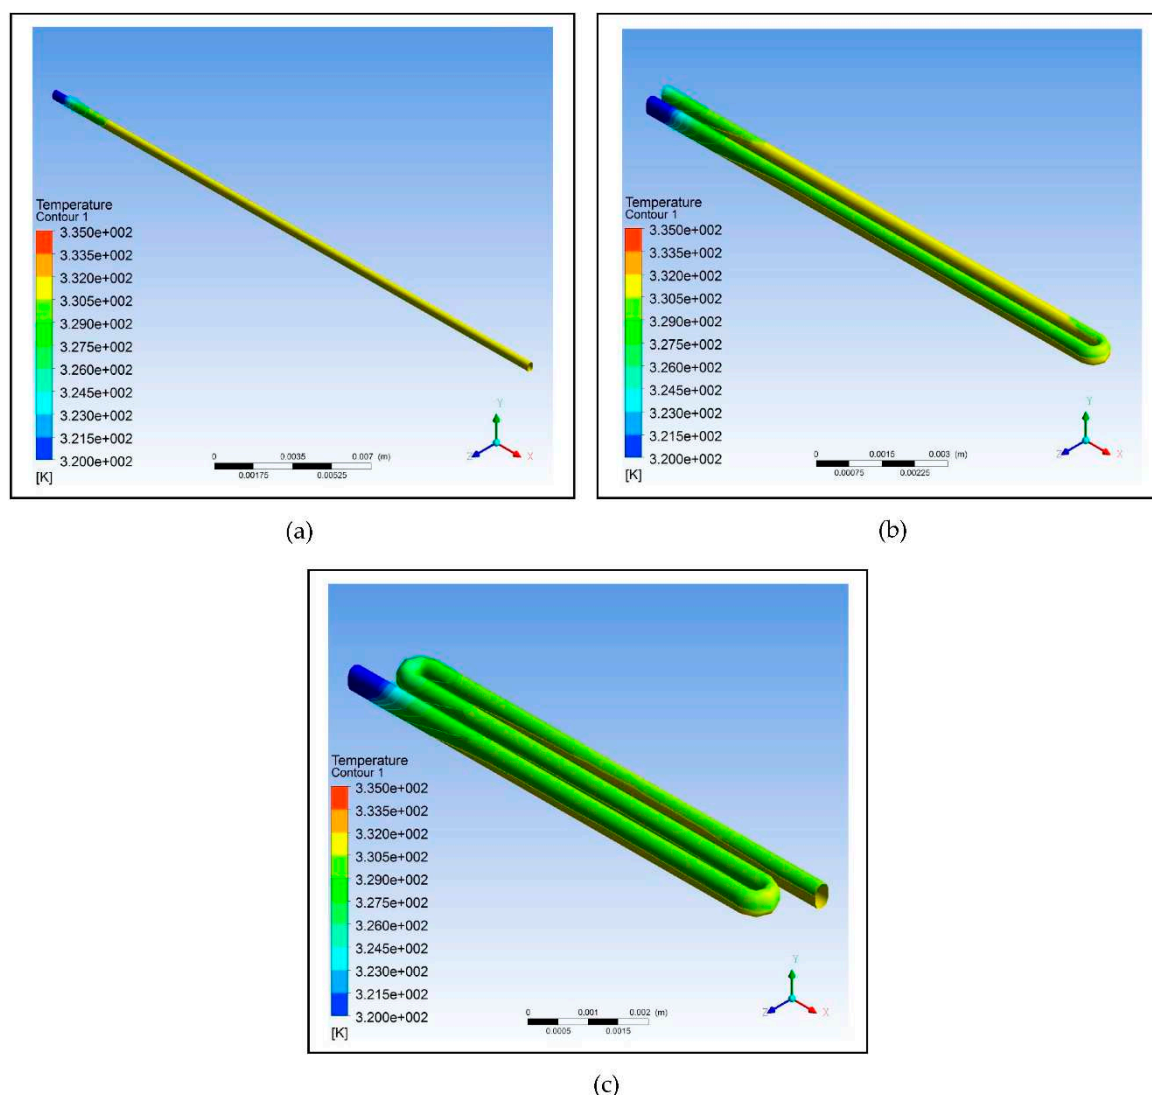 Temperature
Contour 1
3.350e+002
3.335e+002
3.320e+002
3.305e+002
3.290e+002
3.275e+002
3.260e+002
3.245e+002
3.230e+002
3.215e+002
3.200e+002
[K]
0 0.0035 0.007 (m)
0.00175 0.00525
Y
Z X
(a)
Temperature
Contour 1
3.350e+002
3.335e+002
3.320e+002
3.305e+002
3.290e+002
3.275e+002
3.260e+002
3.245e+002
3.230e+002
3.215e+002
3.200e+002
[K]
0 0.0015 0.003 (m)
0.00075 0.00225
Y
Z X
(b)
Temperature
Contour 1
3.350e+002
3.335e+002
3.320e+002
3.305e+002
3.290e+002
3.275e+002
3.260e+002
3.245e+002
3.230e+002
3.215e+002
3.200e+002
[K]
0 0.001 0.002 (m)
0.0005 0.0015
Y
Z X
(c)